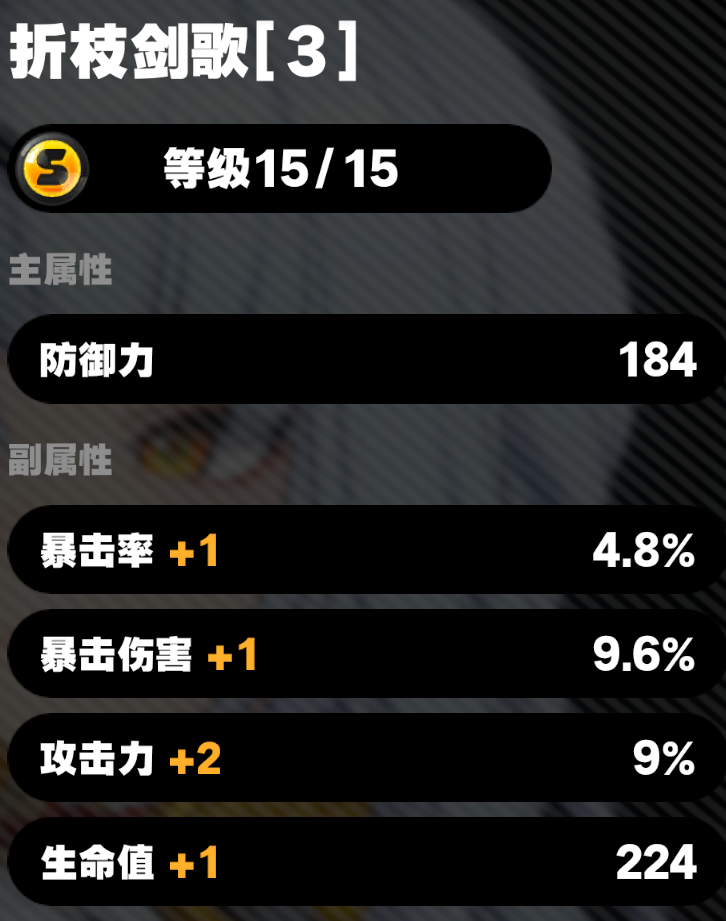 折枝剑歌[3]
S 等级15/15
主属性
防御力 184
副属性
暴击率 +1 4.8%
暴击伤害 +1 9.6%
攻击力 +2 9%
生命值 +1 224